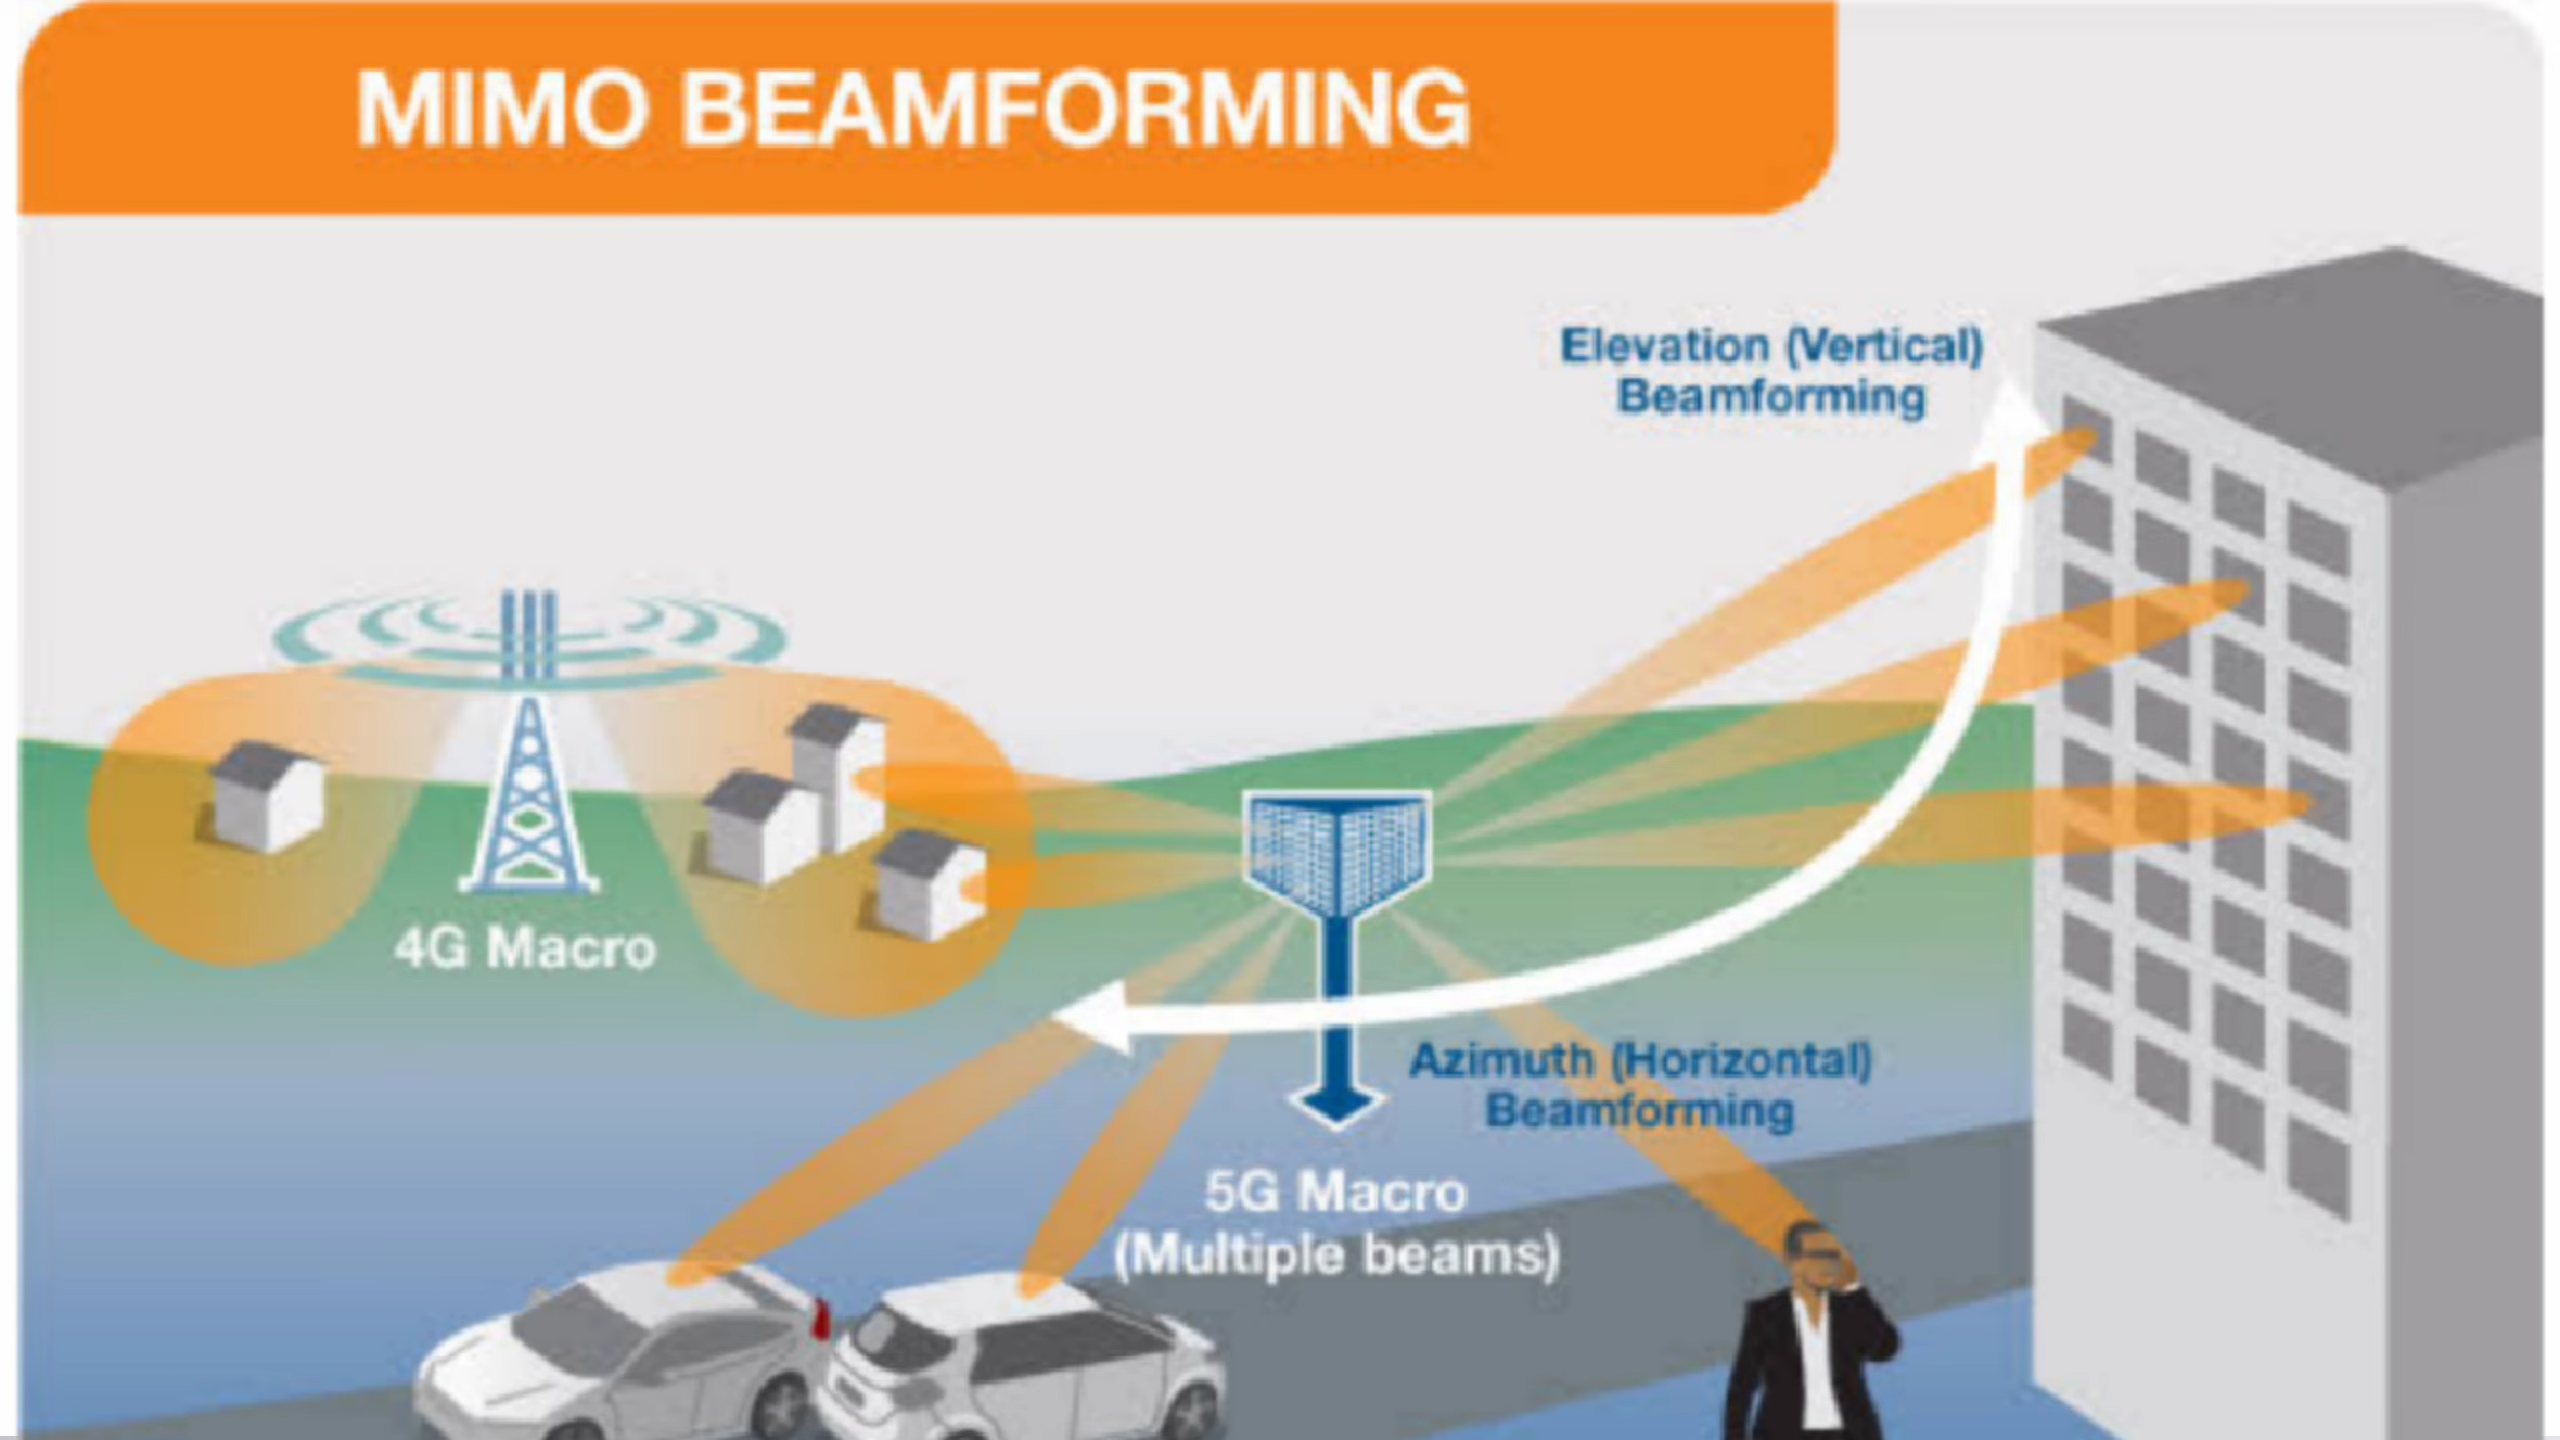 MIMO BEAMFORMING
Elevation (Vertical)
Beamforming
4G Macro
Azimuth (Horizontal)
Beamforming
5G Macro
(Multiple beams)